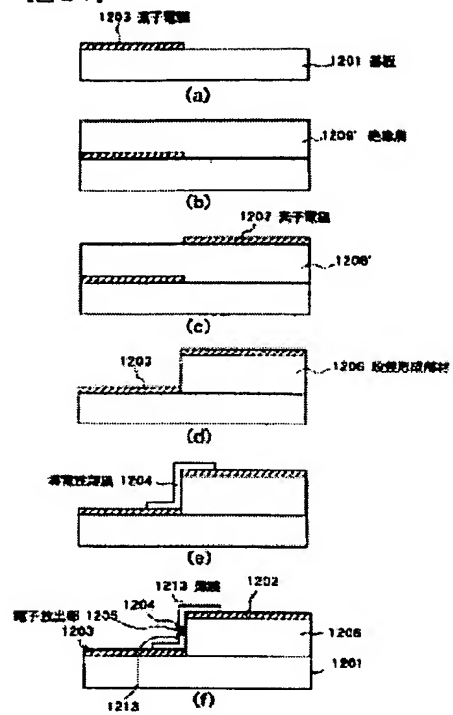 1203 素子電極
1201 基板
(a)
1206' 絶縁層
(b)
1202 素子電極
1206'
(c)
1203
1206 段差形成部材
(d)
導電性薄膜 1204
(e)
1213 薄膜
1202
1204
電子放出部 1205
1203
1206
1201
1213
(f)